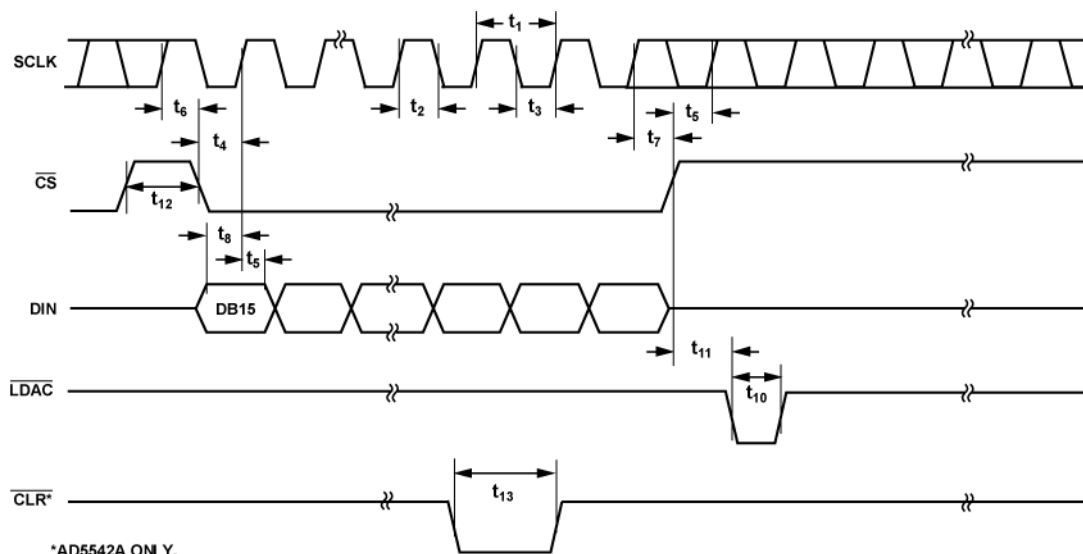 t₁
SCLK
t₆
t₂
t₃
t₅
t₄
t₇
CS
t₁₂
t₈
t₅
DIN
DB15
t₁₁
LDAC
t₁₀
CLR*
t₁₃
*AD5542A ONLY.